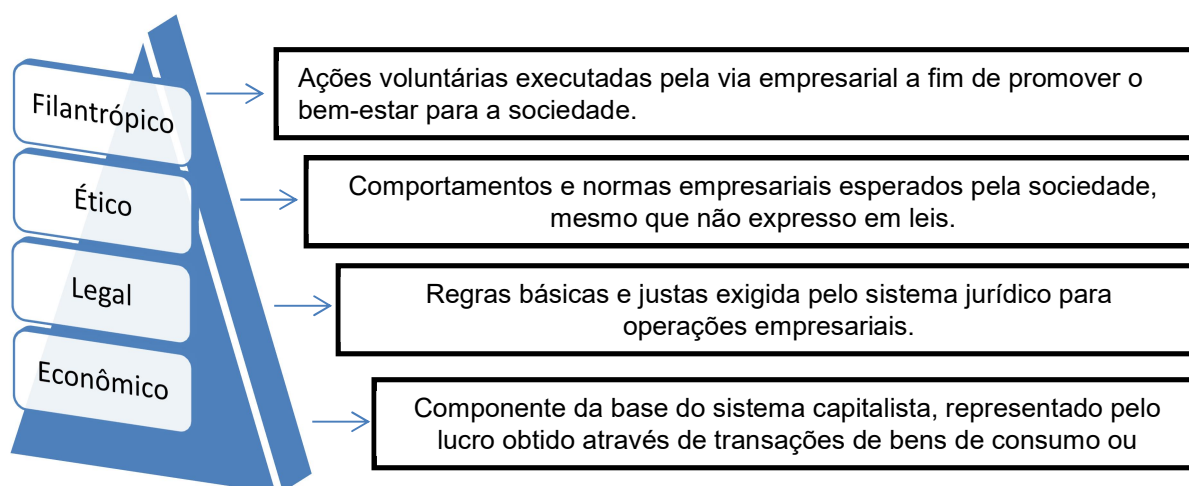 Filantrópico
Ações voluntárias executadas pela via empresarial a fim de promover o
bem-estar para a sociedade.
Ético
Comportamentos e normas empresariais esperados pela sociedade,
mesmo que não expresso em leis.
Legal
Regras básicas e justas exigida pelo sistema jurídico para
operações empresariais.
Econômico
Componente da base do sistema capitalista, representado pelo
lucro obtido através de transações de bens de consumo ou